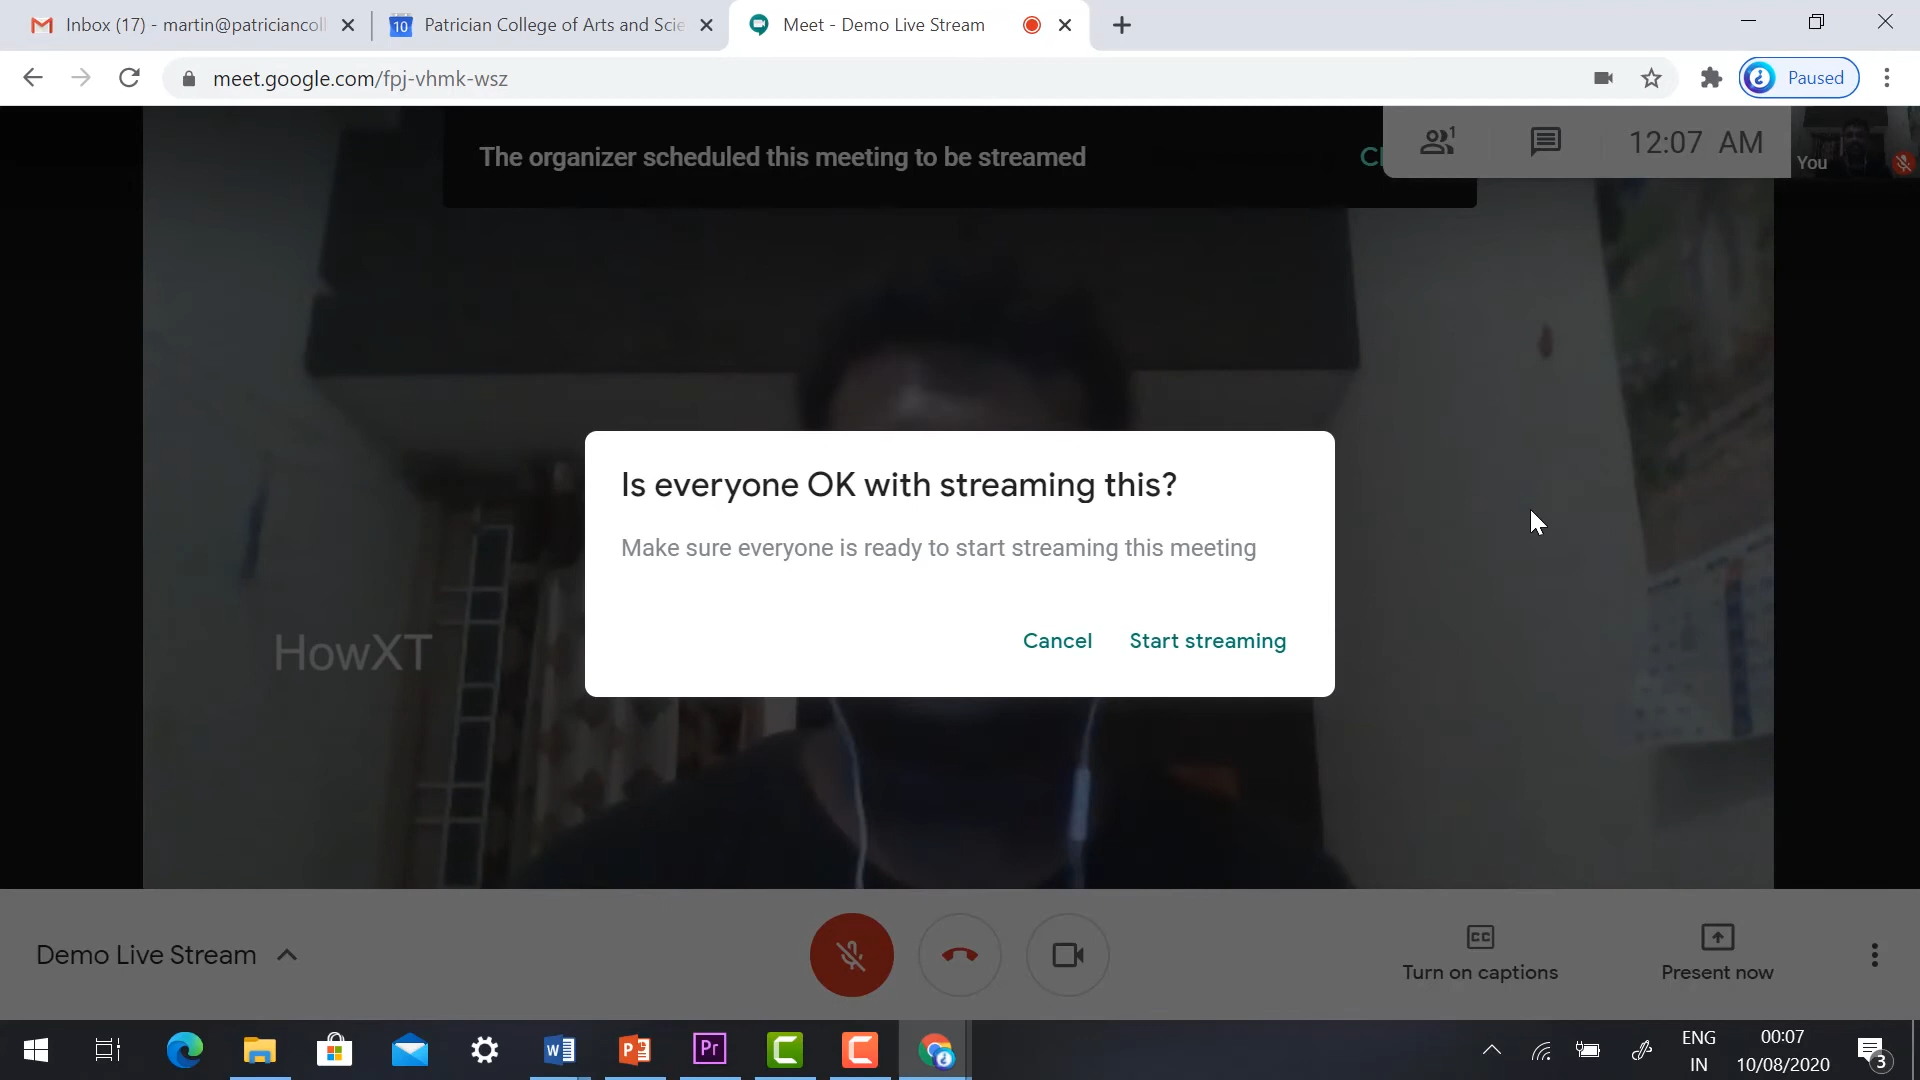 Inbox (17) - martin@patriciancoll
Patrician College of Arts and Scie
Meet - Demo Live Stream
meet.google.com/fpj-vhmk-wsz
Paused
The organizer scheduled this meeting to be streamed
1
12:07 AM
You
Is everyone OK with streaming this?
Make sure everyone is ready to start streaming this meeting
Cancel
Start streaming
HowXT
Demo Live Stream
CC
Turn on captions
Present now
ENG
IN
00:07
10/08/2020
3